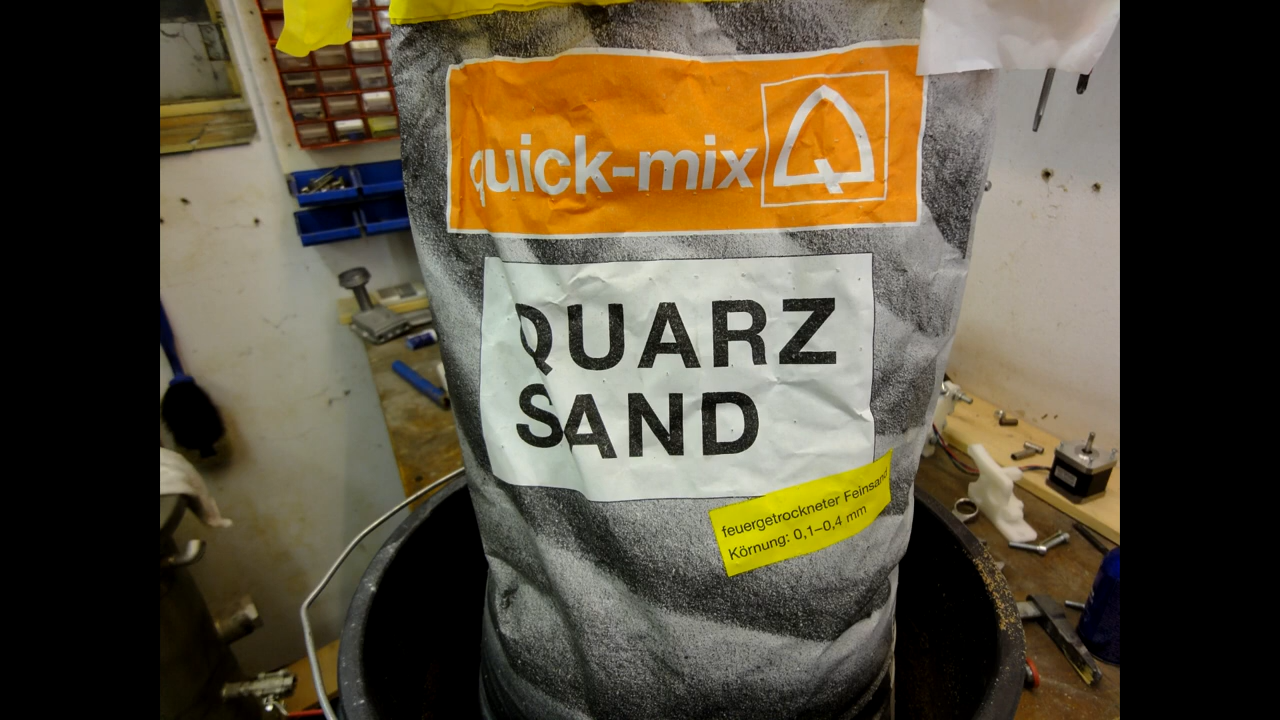 quick-mix
QUARZ
SAND
feuergetrockneter Feinsand
Körnung: 0,1–0,4 mm